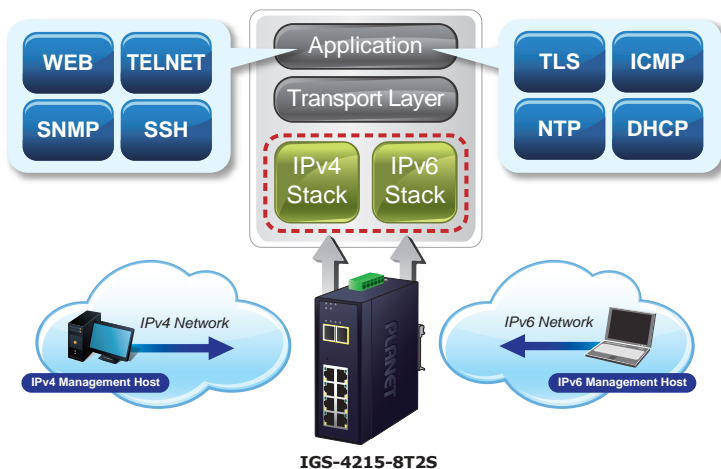 WEB
TELNET
SNMP
SSH
Application
Transport Layer
IPv4
Stack
IPv6
Stack
TLS
ICMP
NTP
DHCP
IPv4 Network
IPv4 Management Host
PLANET
IPv6 Network
IPv6 Management Host
IGS-4215-8T2S